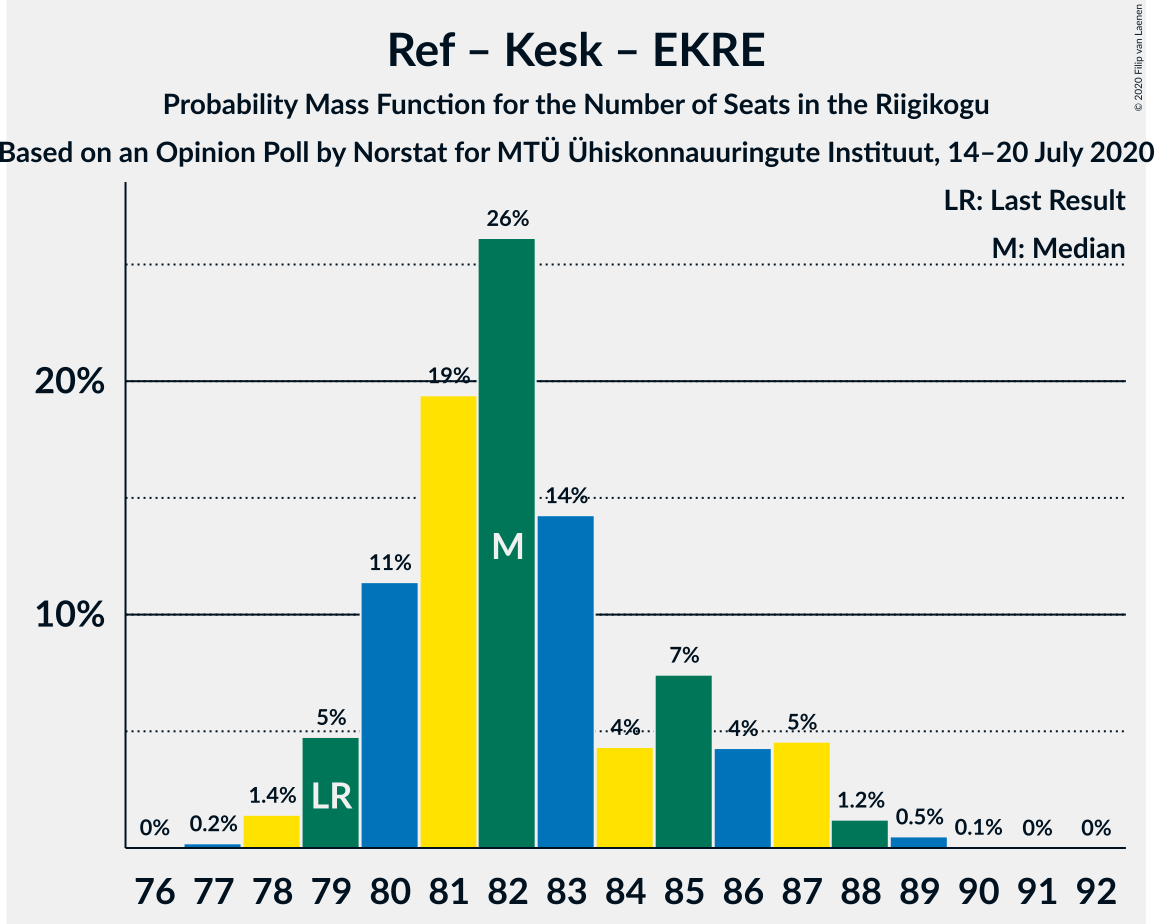 Ref – Kesk – EKRE
Probability Mass Function for the Number of Seats in the Riigikogu
Based on an Opinion Poll by Norstat for MTÜ Ühiskonnauuringute Instituut, 14–20 July 2020
© 2020 Filip van Laenen
LR: Last Result
M: Median
20%
10%
0%
0.2%
1.4%
5%
11%
19%
26%
14%
4%
7%
4%
5%
1.2%
0.5%
0.1%
0%
0%
LR
M
76 77 78 79 80 81 82 83 84 85 86 87 88 89 90 91 92